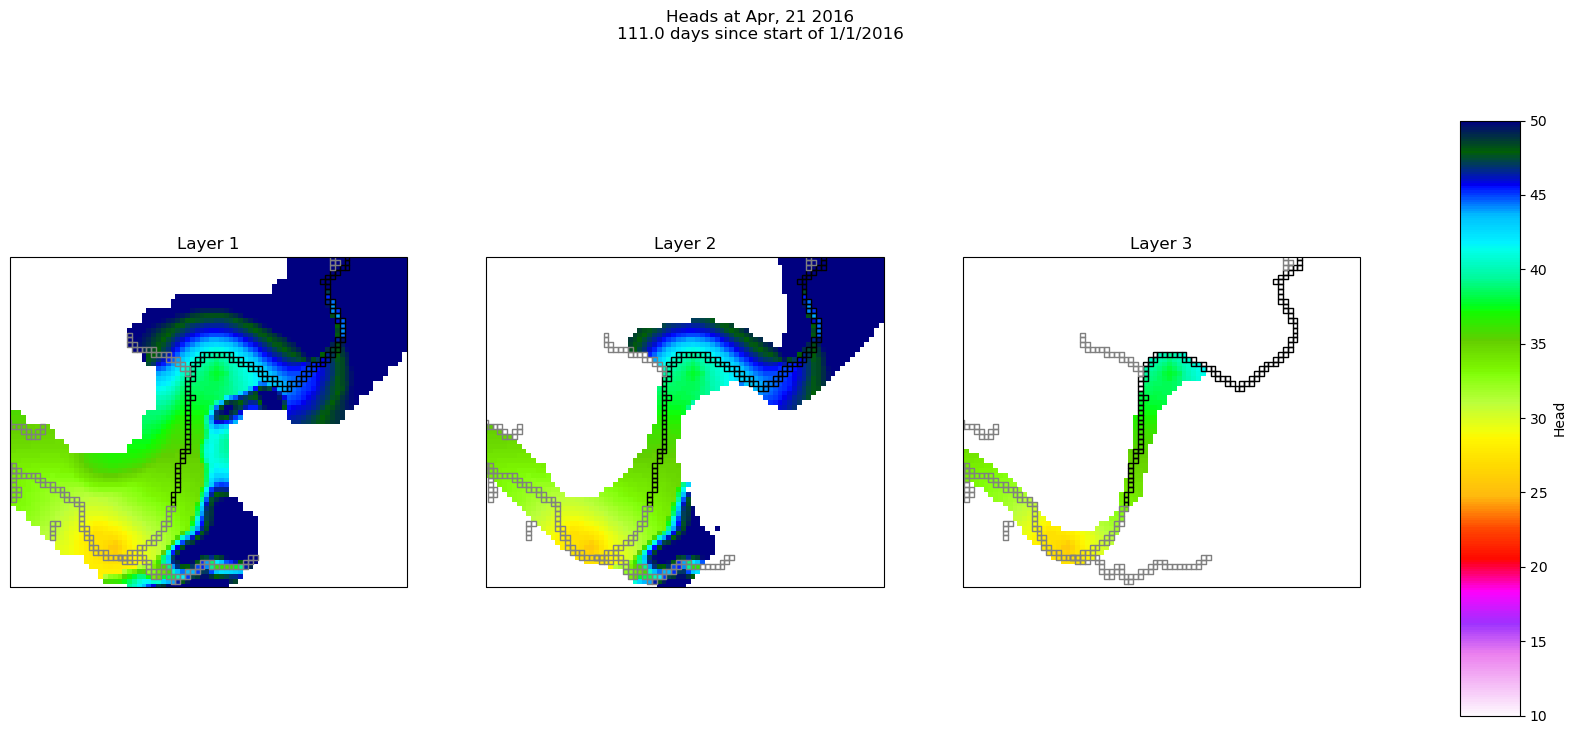 Heads at Apr, 21 2016
111.0 days since start of 1/1/2016
Layer 1
Layer 2
Layer 3
50
45
40
35
30
25
20
15
10
Head